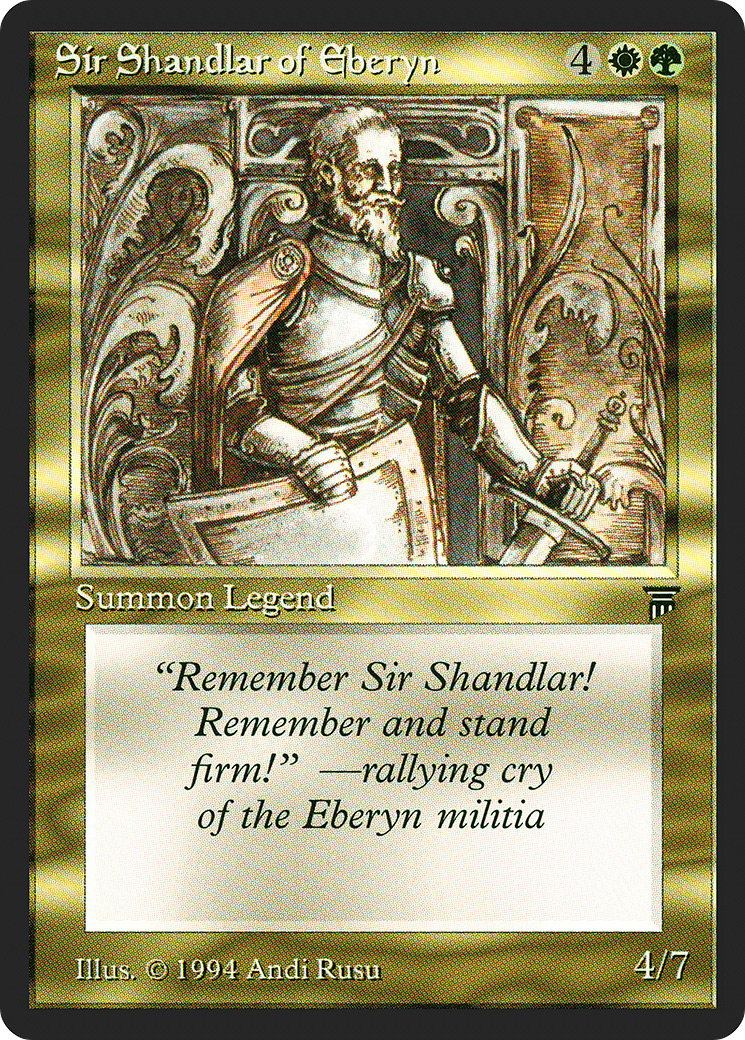 Sir Shandlar of Eberyn 4
Summon Legend
“Remember Sir Shandlar!
Remember and stand
firm!” —rallying cry
of the Eberyn militia
Illus. © 1994 Andi Rusu 4/7